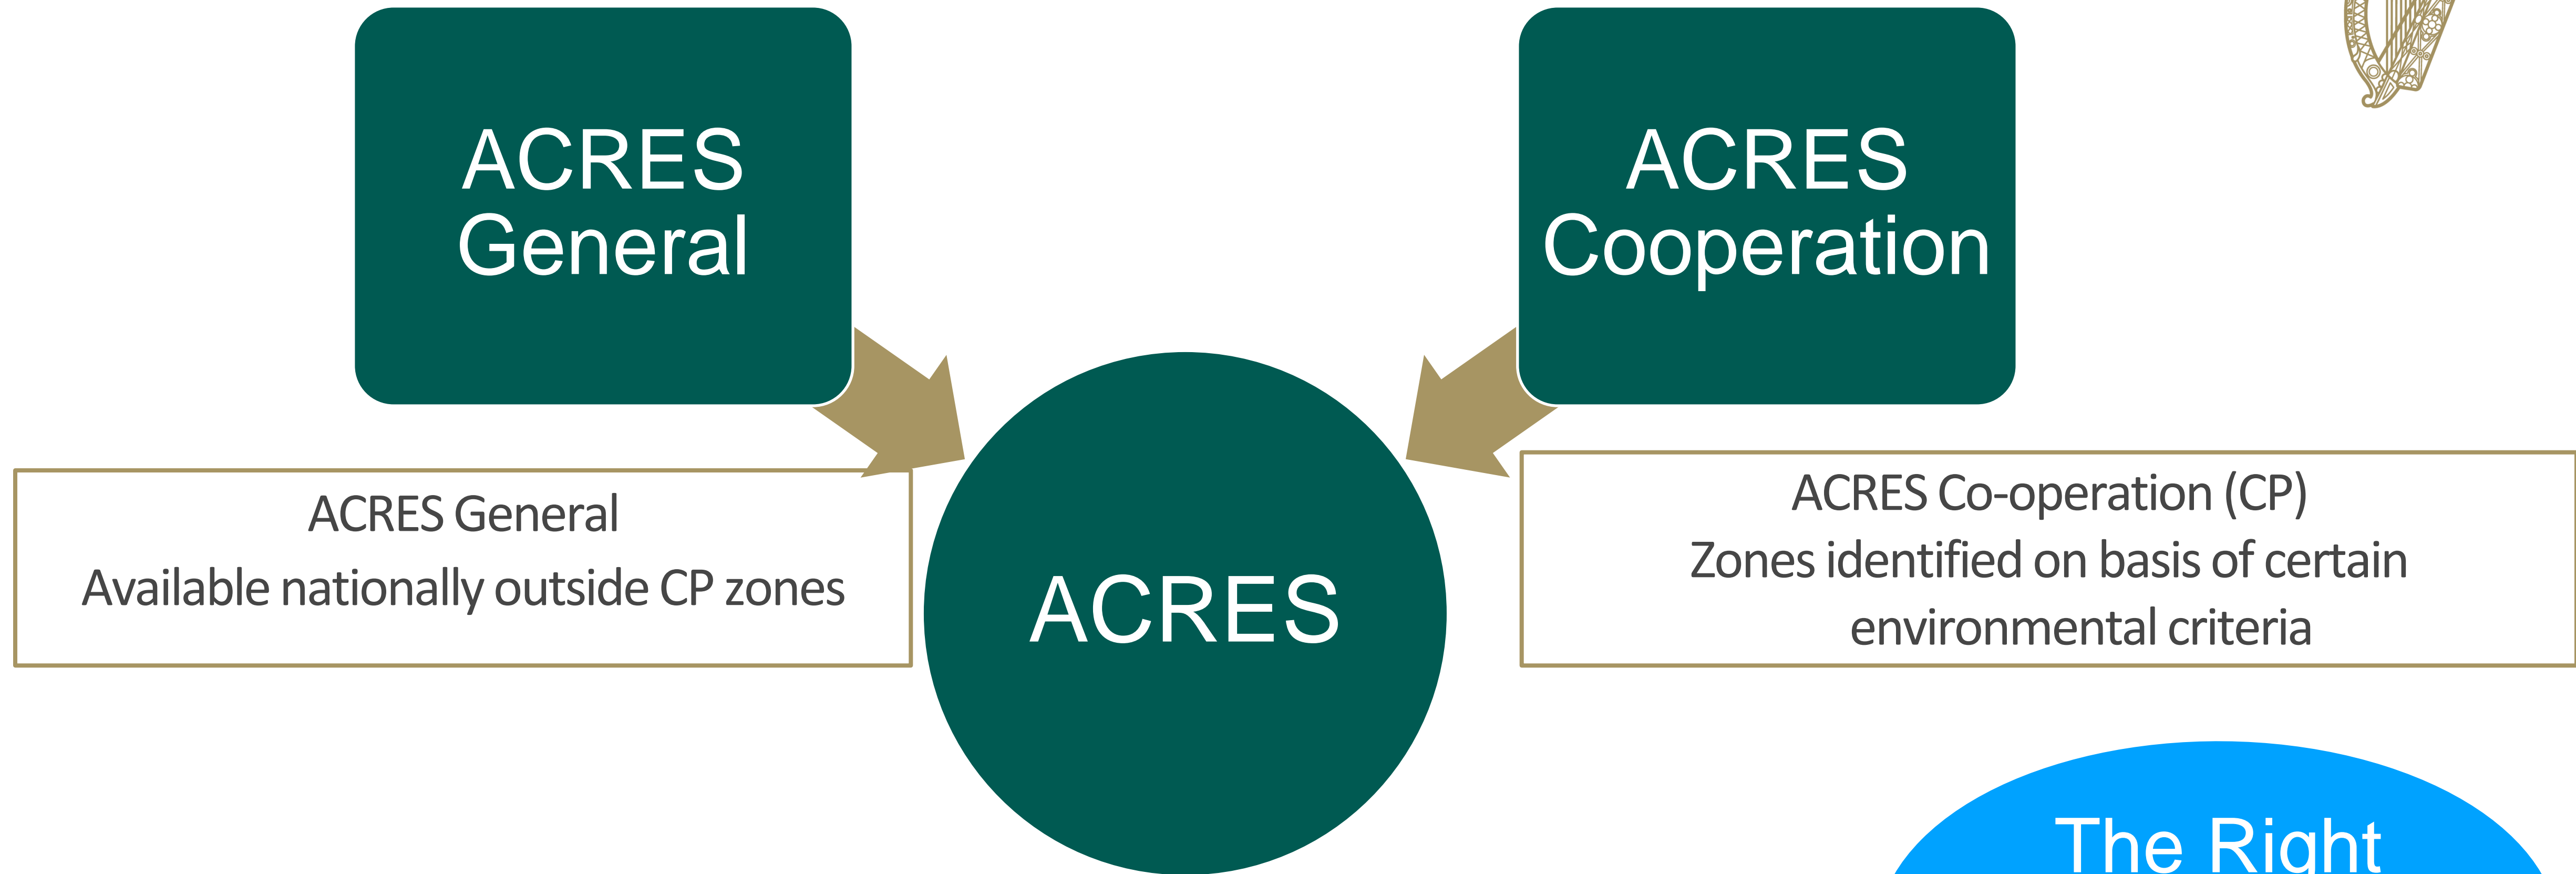 ACRES
General
ACRES
Cooperation
ACRES General
Available nationally outside CP zones
ACRES
ACRES Co-operation (CP)
Zones identified on basis of certain
environmental criteria
The Right